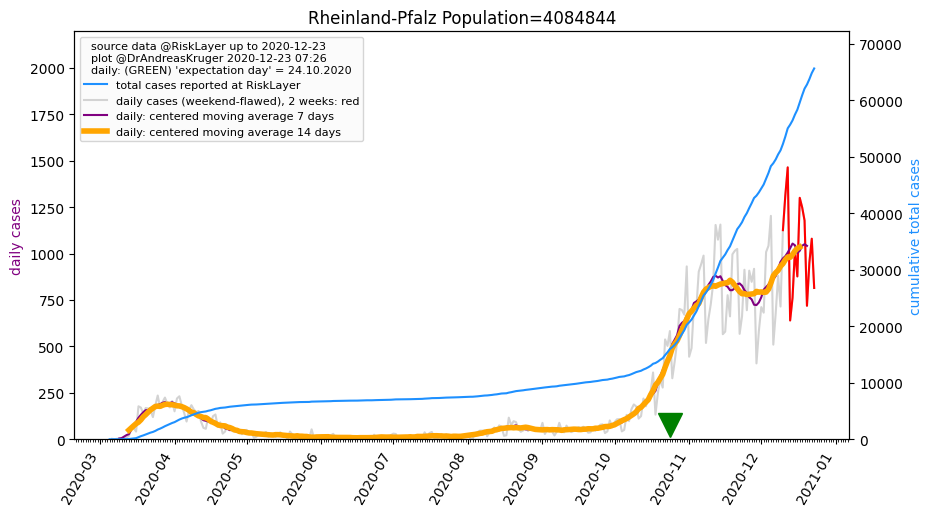 Rheinland-Pfalz Population=4084844
source data @RiskLayer up to 2020-12-23
plot @DrAndreasKruger 2020-12-23 07:26
daily: (GREEN) 'expectation day' = 24.10.2020
total cases reported at RiskLayer
daily cases (weekend-flawed), 2 weeks: red
daily: centered moving average 7 days
daily: centered moving average 14 days
daily cases
2000
1750
1500
1250
1000
750
500
250
0
70000
60000
50000
40000
30000
20000
10000
0
cumulative total cases
2020-03
2020-04
2020-05
2020-06
2020-07
2020-08
2020-09
2020-10
2020-11
2020-12
2021-01